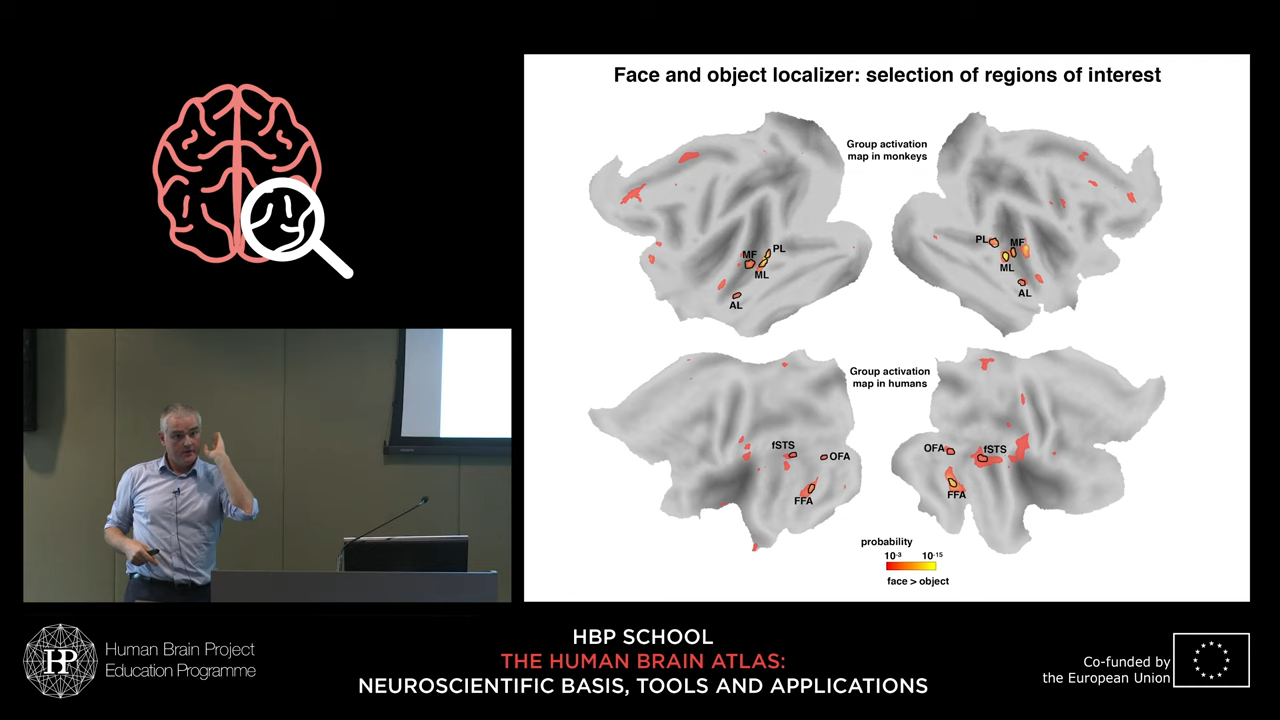 Face and object localizer: selection of regions of interest
Group activation
map in monkeys
MF
PL
ML
AL
PL
MF
ML
AL
Group activation
map in humans
fSTS
OFA
FFA
OFA
fSTS
FFA
probability
10-3
10-15
face > object
HBP
Human Brain Project
Education Programme
HBP SCHOOL
THE HUMAN BRAIN ATLAS:
NEUROSCIENTIFIC BASIS, TOOLS AND APPLICATIONS
Co-funded by
the European Union